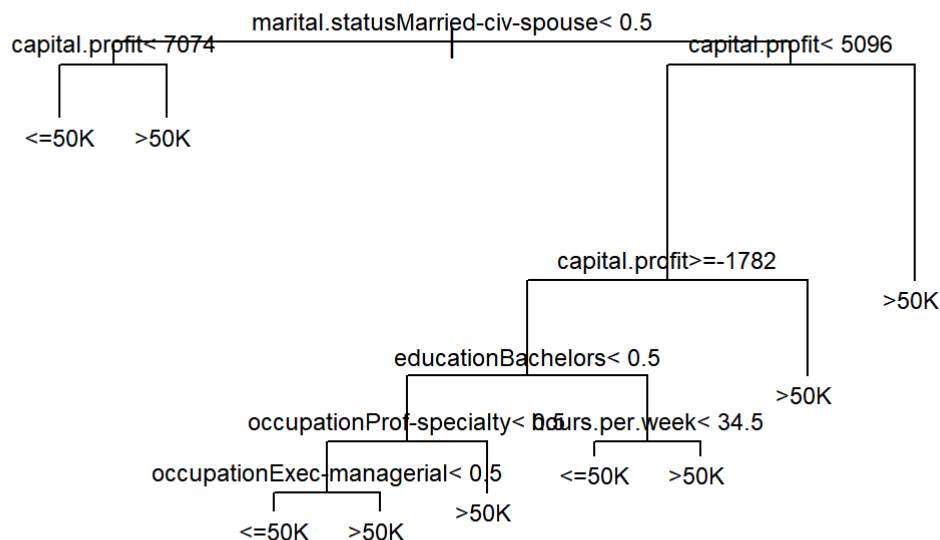 marital.statusMarried-civ-spouse< 0.5
capital.profit< 7074
capital.profit< 5096
<=50K
>50K
capital.profit>=-1782
>50K
educationBachelors< 0.5
>50K
occupationProf-specialty< 0.5
hours.per.week< 34.5
occupationExec-managerial< 0.5
<=50K
>50K
>50K
<=50K
>50K